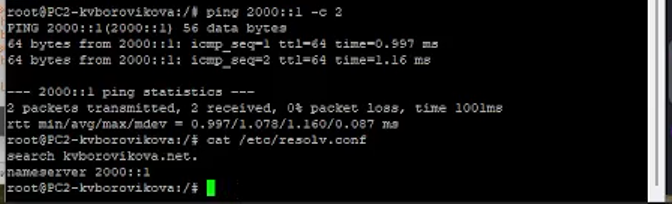 root@PC2-kvborovikova:/# ping 2000::1 -c 2
PING 2000::1(2000::1) 56 data bytes
64 bytes from 2000::1: icmp_seq=1 ttl=64 time=0.997 ms
64 bytes from 2000::1: icmp_seq=2 ttl=64 time=1.16 ms

--- 2000::1 ping statistics ---
2 packets transmitted, 2 received, 0% packet loss, time 1001ms
rtt min/avg/max/mdev = 0.997/1.078/1.160/0.087 ms
root@PC2-kvborovikova:/# cat /etc/resolv.conf
search kvborovikova.net.
nameserver 2000::1
root@PC2-kvborovikova:/#